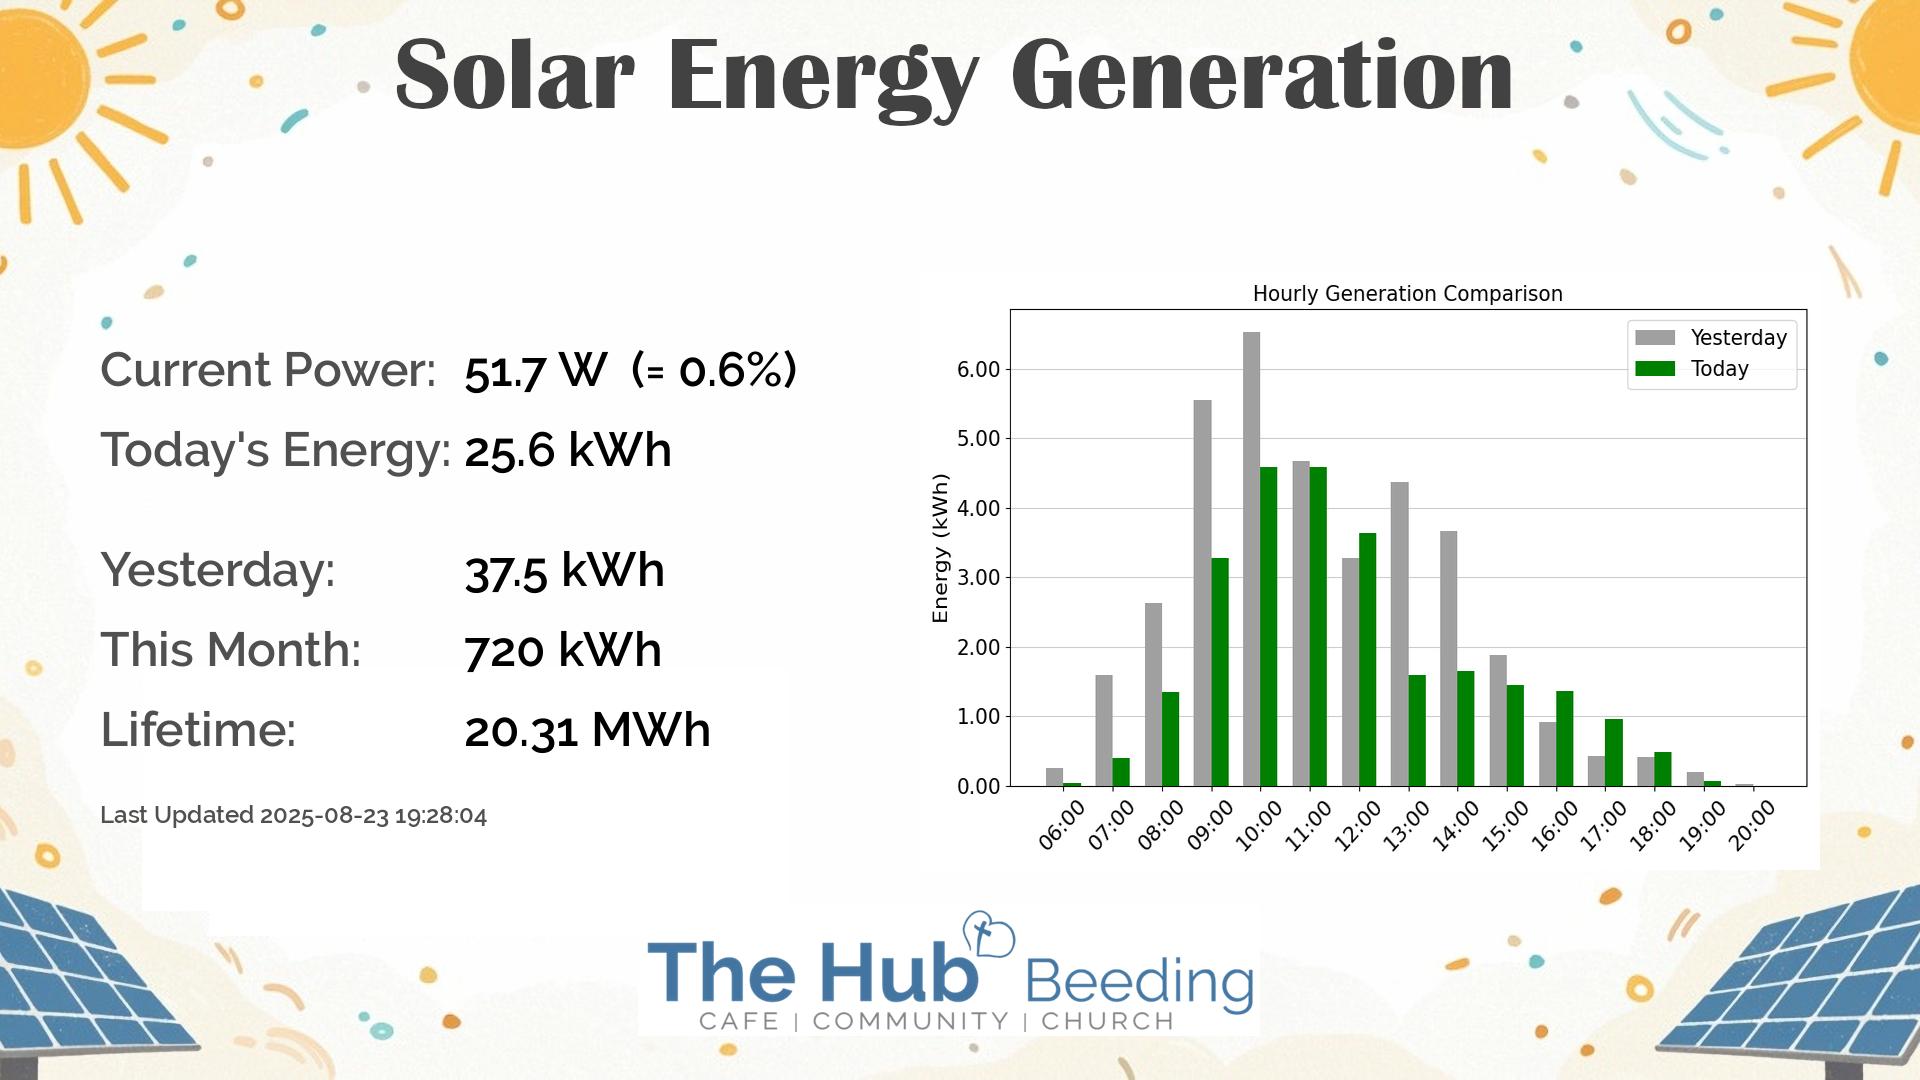 Solar Energy Generation
Current Power: 51.7 W (= 0.6%)
Today's Energy: 25.6 kWh
Yesterday: 37.5 kWh
This Month: 720 kWh
Lifetime: 20.31 MWh
Last Updated 2025-08-23 19:28:04
Hourly Generation Comparison
Yesterday
Today
Energy (kWh)
6.00
5.00
4.00
3.00
2.00
1.00
0.00
06:00 07:00 08:00 09:00 10:00 11:00 12:00 13:00 14:00 15:00 16:00 17:00 18:00 19:00 20:00
The Hub Beeding
CAFE | COMMUNITY | CHURCH